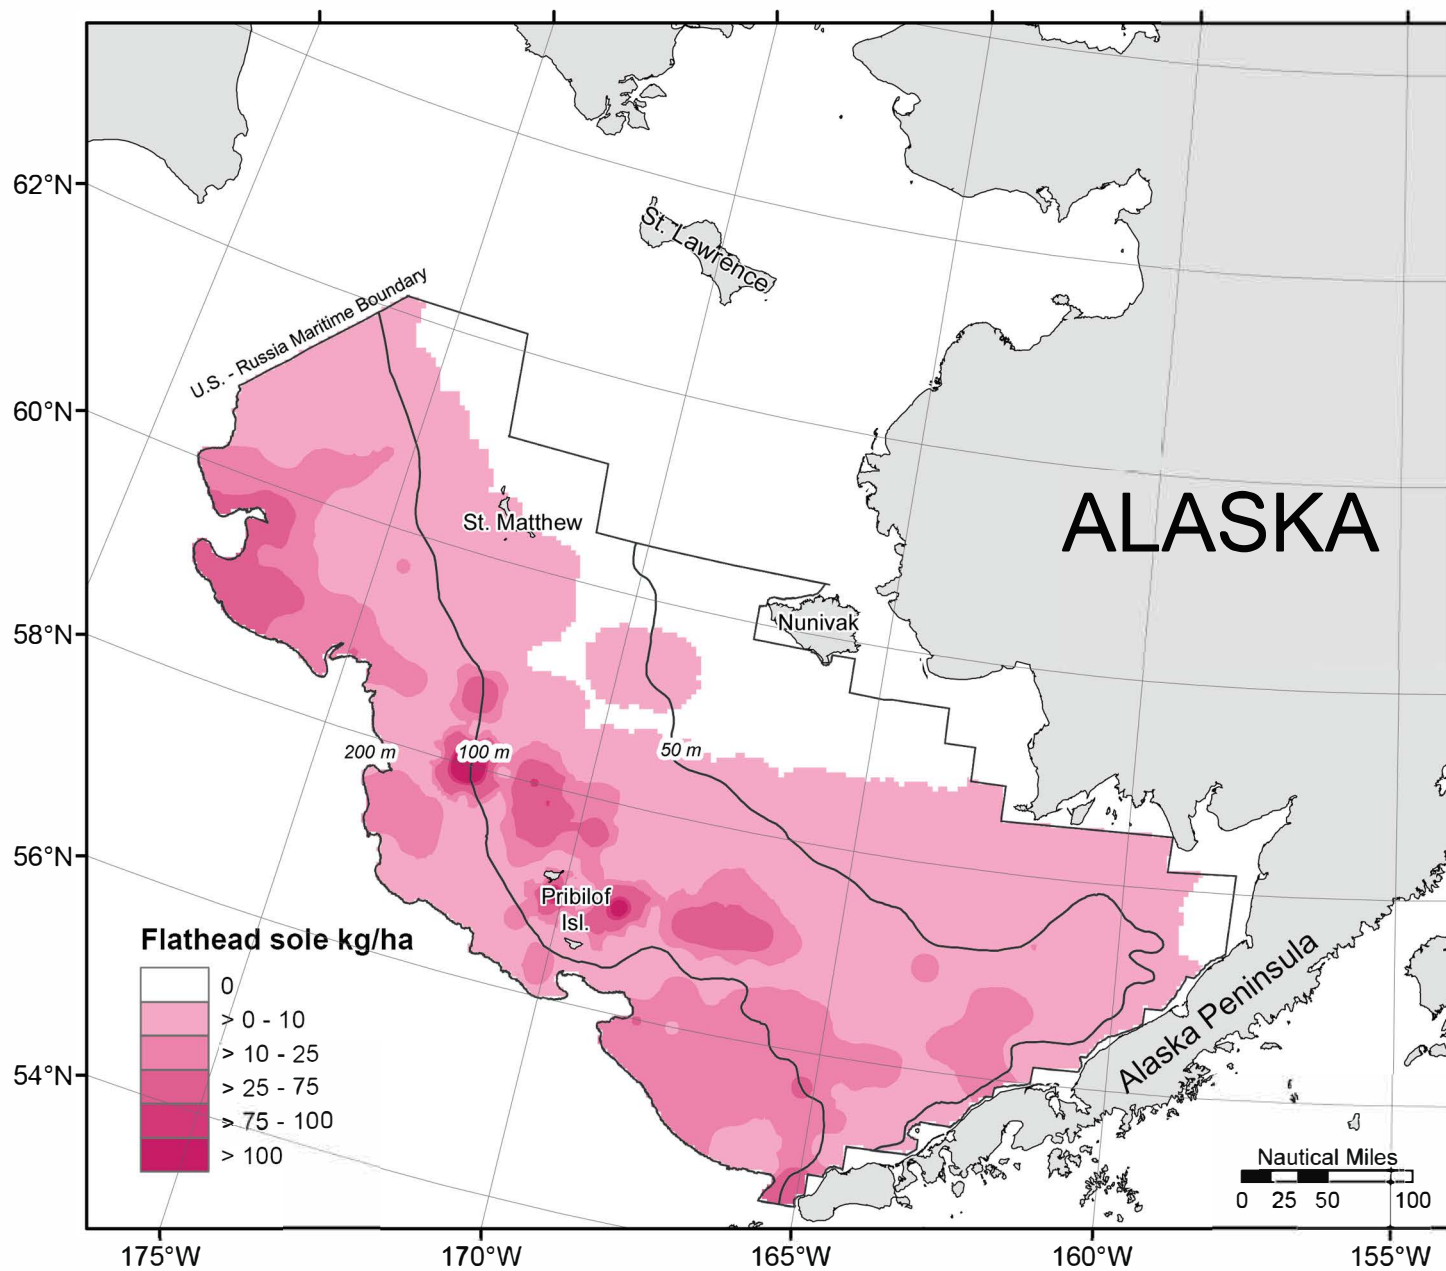 62°N
60°N
58°N
56°N
54°N
St. Lawrence
U.S. - Russia Maritime Boundary
ALASKA
St. Matthew
Nunivak
200 m
100 m
50 m
Pribilof
Isl.
Alaska Peninsula
Flathead sole kg/ha
0
> 0 - 10
> 10 - 25
> 25 - 75
> 75 - 100
> 100
Nautical Miles
0 25 50 100
175°W 170°W 165°W 160°W 155°W